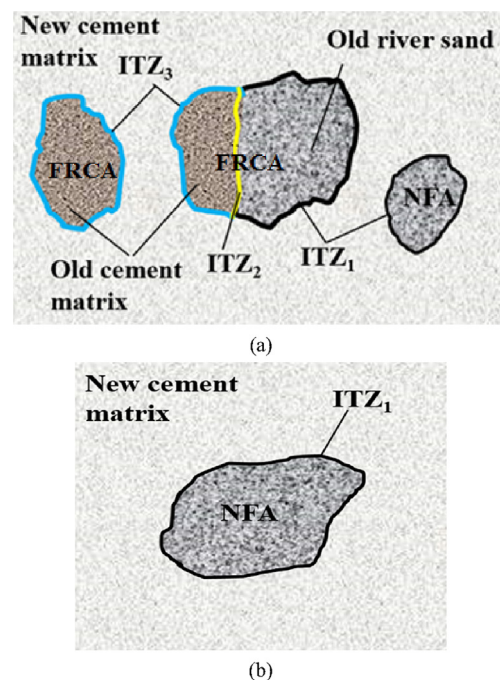 New cement
matrix
ITZ3
Old river sand
FRCA
FRCA
NFA
Old cement
matrix
ITZ2
ITZ1
(a)
New cement
matrix
ITZ1
NFA
(b)